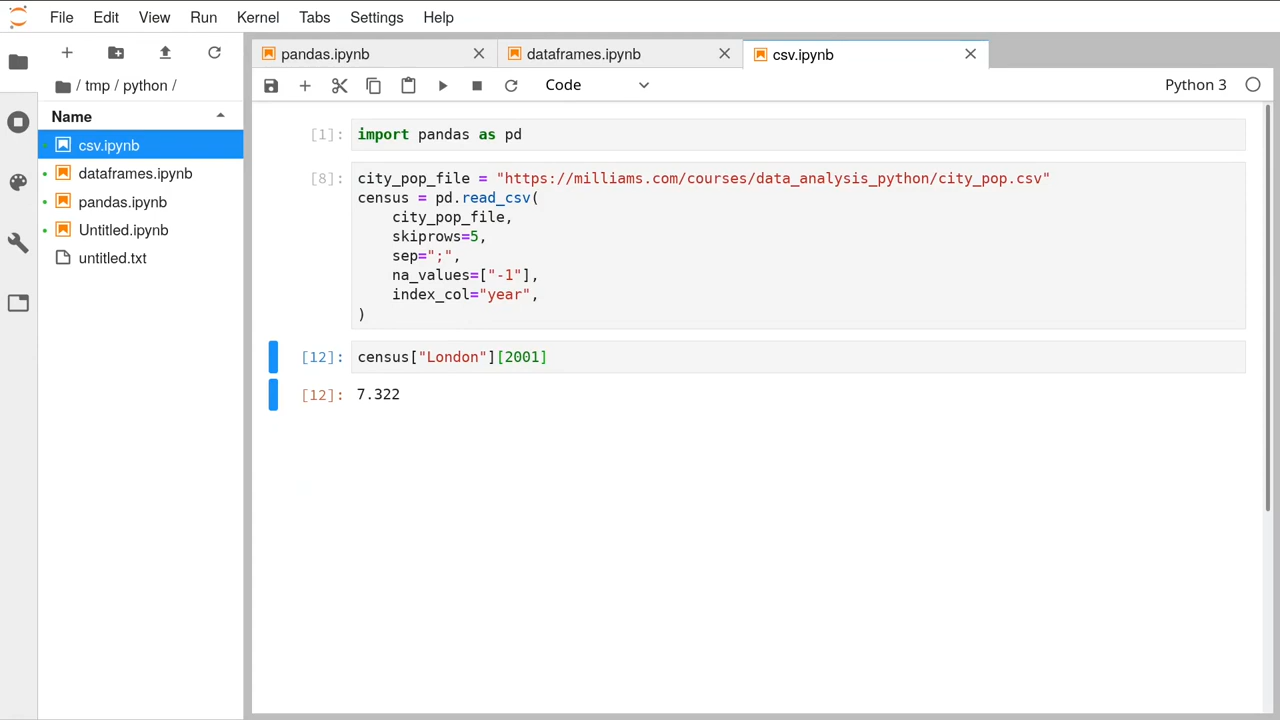 File Edit View Run Kernel Tabs Settings Help
/ tmp / python /
Name
csv.ipynb
dataframes.ipynb
pandas.ipynb
Untitled.ipynb
untitled.txt
pandas.ipynb dataframes.ipynb csv.ipynb
Code Python 3
[1]: import pandas as pd
[8]: city_pop_file = "https://milliams.com/courses/data_analysis_python/city_pop.csv"
census = pd.read_csv(
    city_pop_file,
    skiprows=5,
    sep=";",
    na_values=["-1"],
    index_col="year",
)
[12]: census["London"][2001]
[12]: 7.322